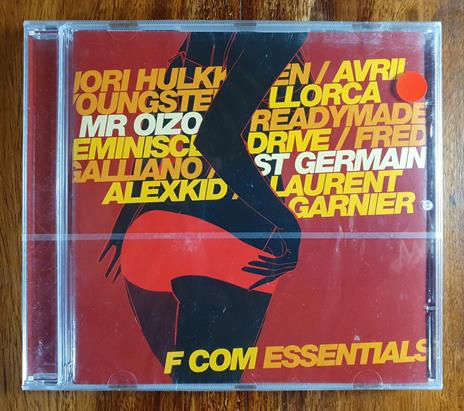 JORI HULKK EN / AVRIL
YOUNGSTE LLORCA
MR OIZO READYMADE
EMINISC DRIVE / FRED
GALLIANO / ST GERMAIN
ALEXKID / LAURENT
GARNIER
F COM ESSENTIALS